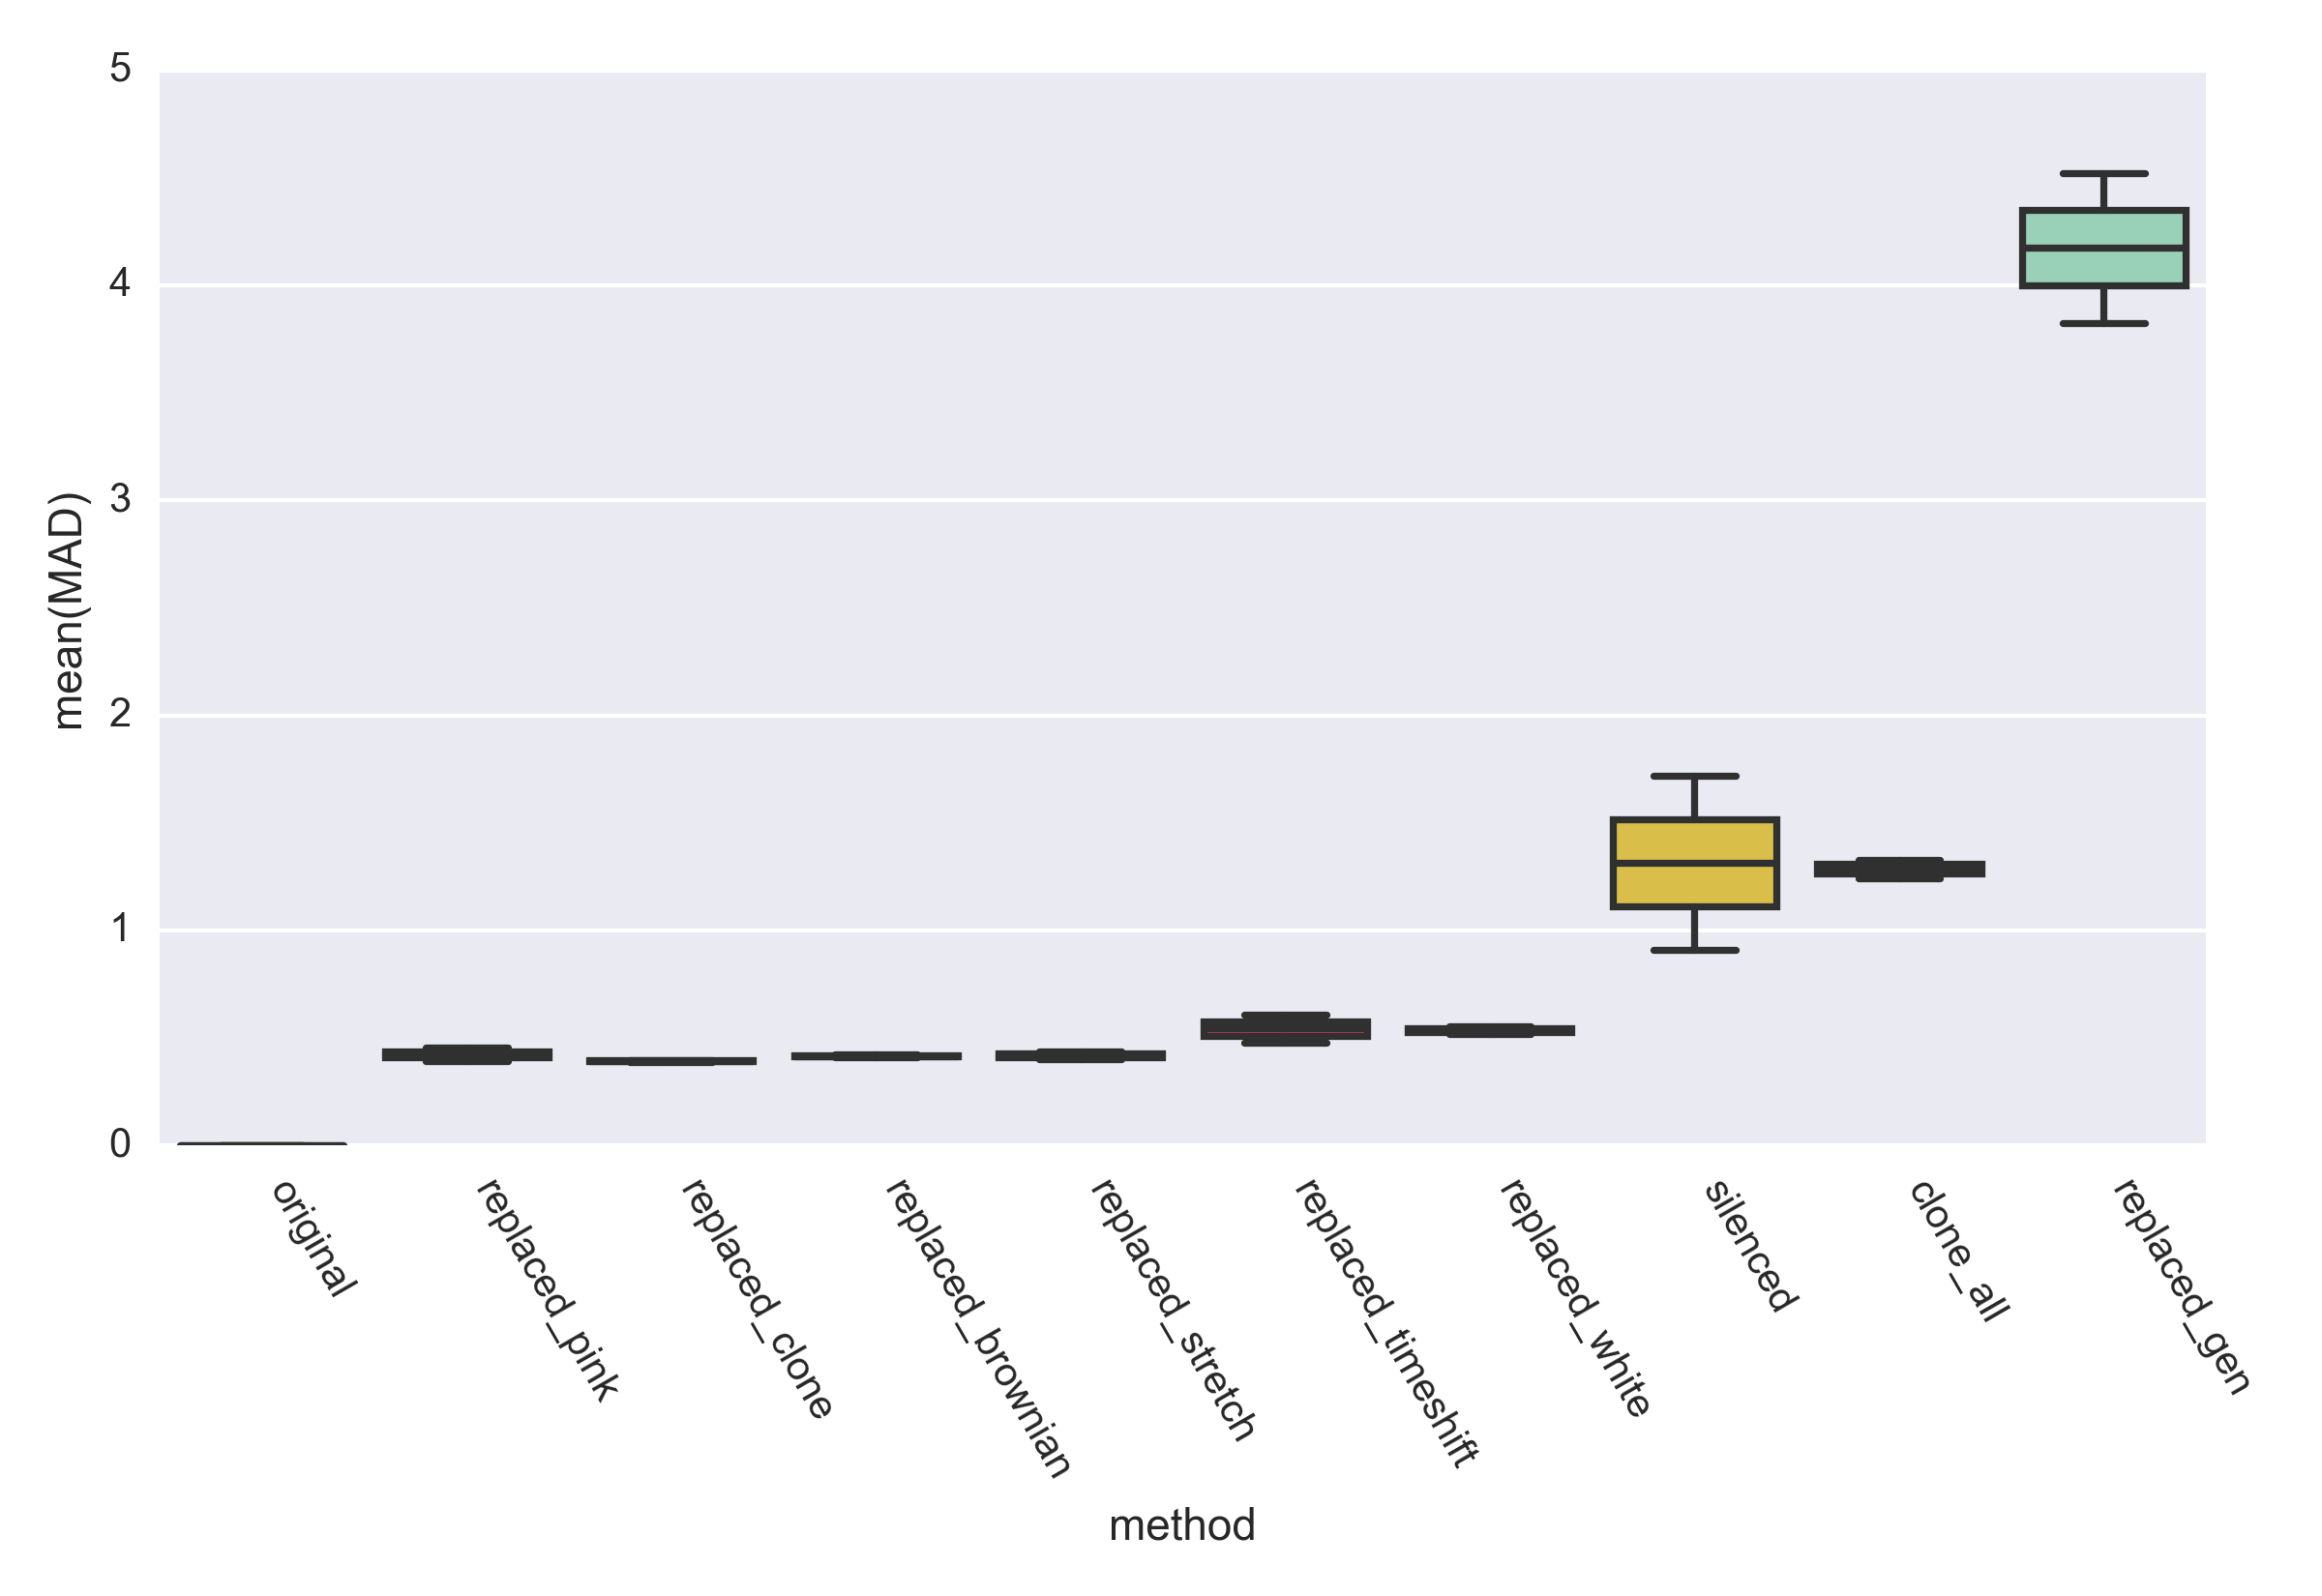 5
4
3
2
1
0
mean(MAD)
original
replaced_pink
replaced_clone
replaced_brownian
replaced_stretch
replaced_timeshift
replaced_white
silenced
clone_all
replaced_gen
method